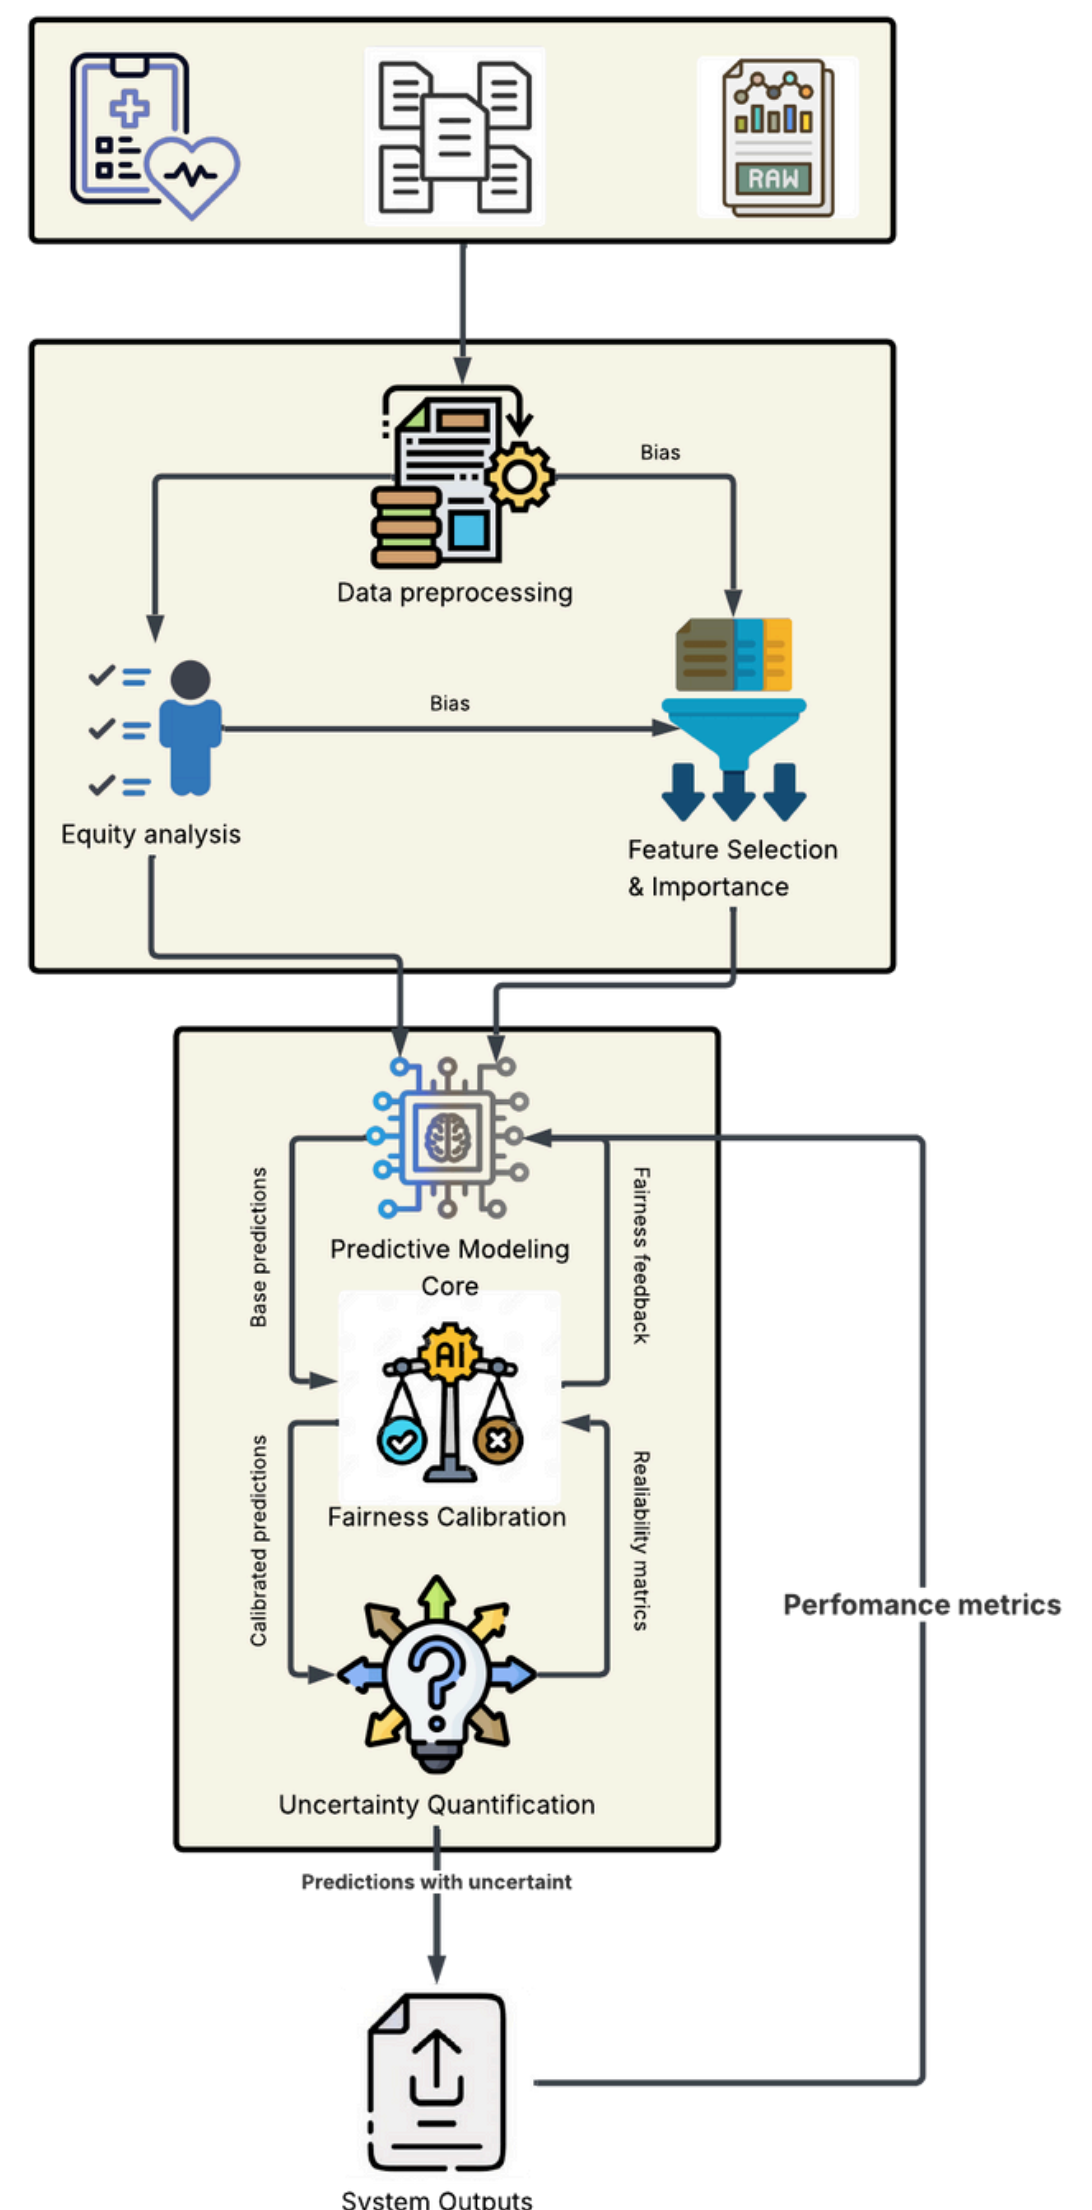 RAW
Bias
Data preprocessing
Bias
Equity analysis
Feature Selection
& Importance
Base predictions
Fairness feedback
Predictive Modeling
Core
AI
Fairness Calibration
Calibrated predictions
Realiability matrics
Perfomance metrics
Uncertainty Quantification
Predictions with uncertaint
System Outputs